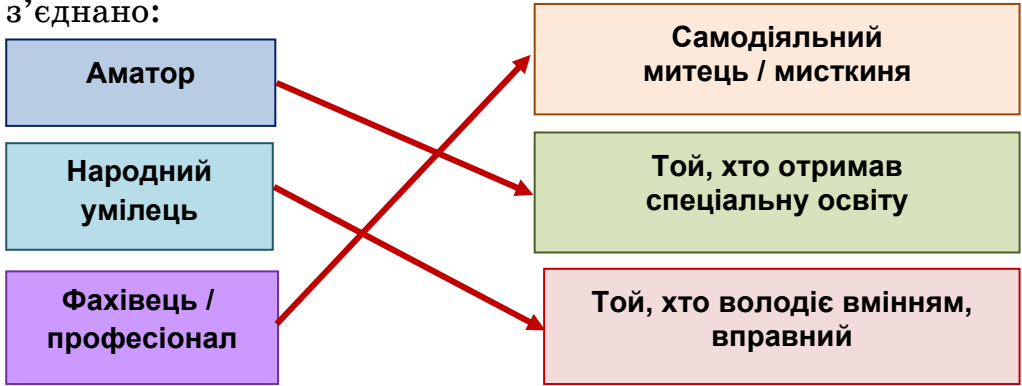 з’єднано:
Аматор
Народний
умілець
Фахівець /
професіонал
Самодіяльний
митець / мисткиня
Той, хто отримав
спеціальну освіту
Той, хто володіє вмінням,
вправний